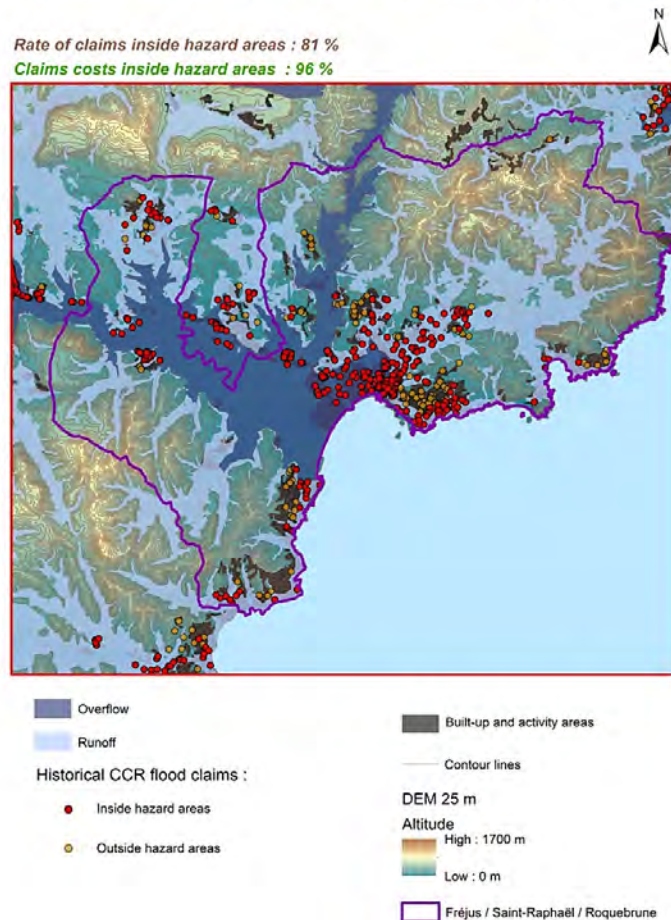 N
Rate of claims inside hazard areas : 81 %
Claims costs inside hazard areas : 96 %
Overflow
Runoff
Historical CCR flood claims :
Inside hazard areas
Outside hazard areas
Built-up and activity areas
Contour lines
DEM 25 m
Altitude
High : 1700 m
Low : 0 m
Fréjus / Saint-Raphaël / Roquebrune